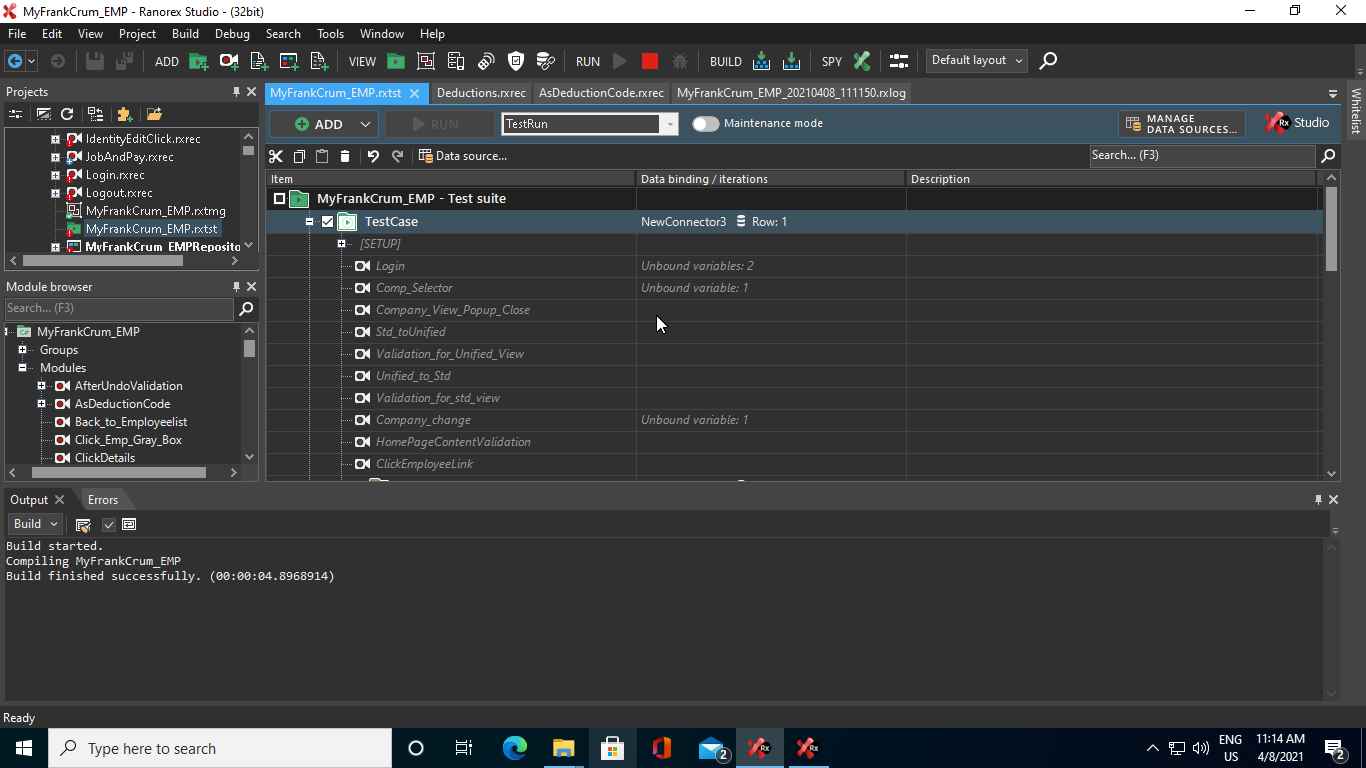 MyFrankCrum_EMP - Ranorex Studio - (32bit)
File Edit View Project Build Debug Search Tools Window Help
ADD VIEW RUN BUILD SPY Default layout
Projects
IdentityEditClick.rxrec
JobAndPay.rxrec
Login.rxrec
Logout.rxrec
MyFrankCrum_EMP.rxtmg
MyFrankCrum_EMP.rxtst
MyFrankCrum_EMPReposito
Module browser
Search... (F3)
MyFrankCrum_EMP
Groups
Modules
AfterUndoValidation
AsDeductionCode
Back_to_Employeelist
Click_Emp_Gray_Box
ClickDetails
MyFrankCrum_EMP.rxtst Deductions.rxrec AsDeductionCode.rxrec MyFrankCrum_EMP_20210408_111150.rxlog
ADD RUN TestRun Maintenance mode MANAGE DATA SOURCES... Rx Studio
Data source... Search... (F3)
Item Data binding / iterations Description
MyFrankCrum_EMP - Test suite
TestCase NewConnector3 Row: 1
[SETUP]
Login Unbound variables: 2
Comp_Selector Unbound variable: 1
Company_View_Popup_Close
Std_toUnified
Validation_for_Unified_View
Unified_to_Std
Validation_for_std_view
Company_change Unbound variable: 1
HomePageContentValidation
ClickEmployeeLink
Whitelist
Output Errors
Build
Build started.
Compiling MyFrankCrum_EMP
Build finished successfully. (00:00:04.8968914)
Ready
Type here to search
2
Rx
Rx
ENG
US
11:14 AM
4/8/2021
2